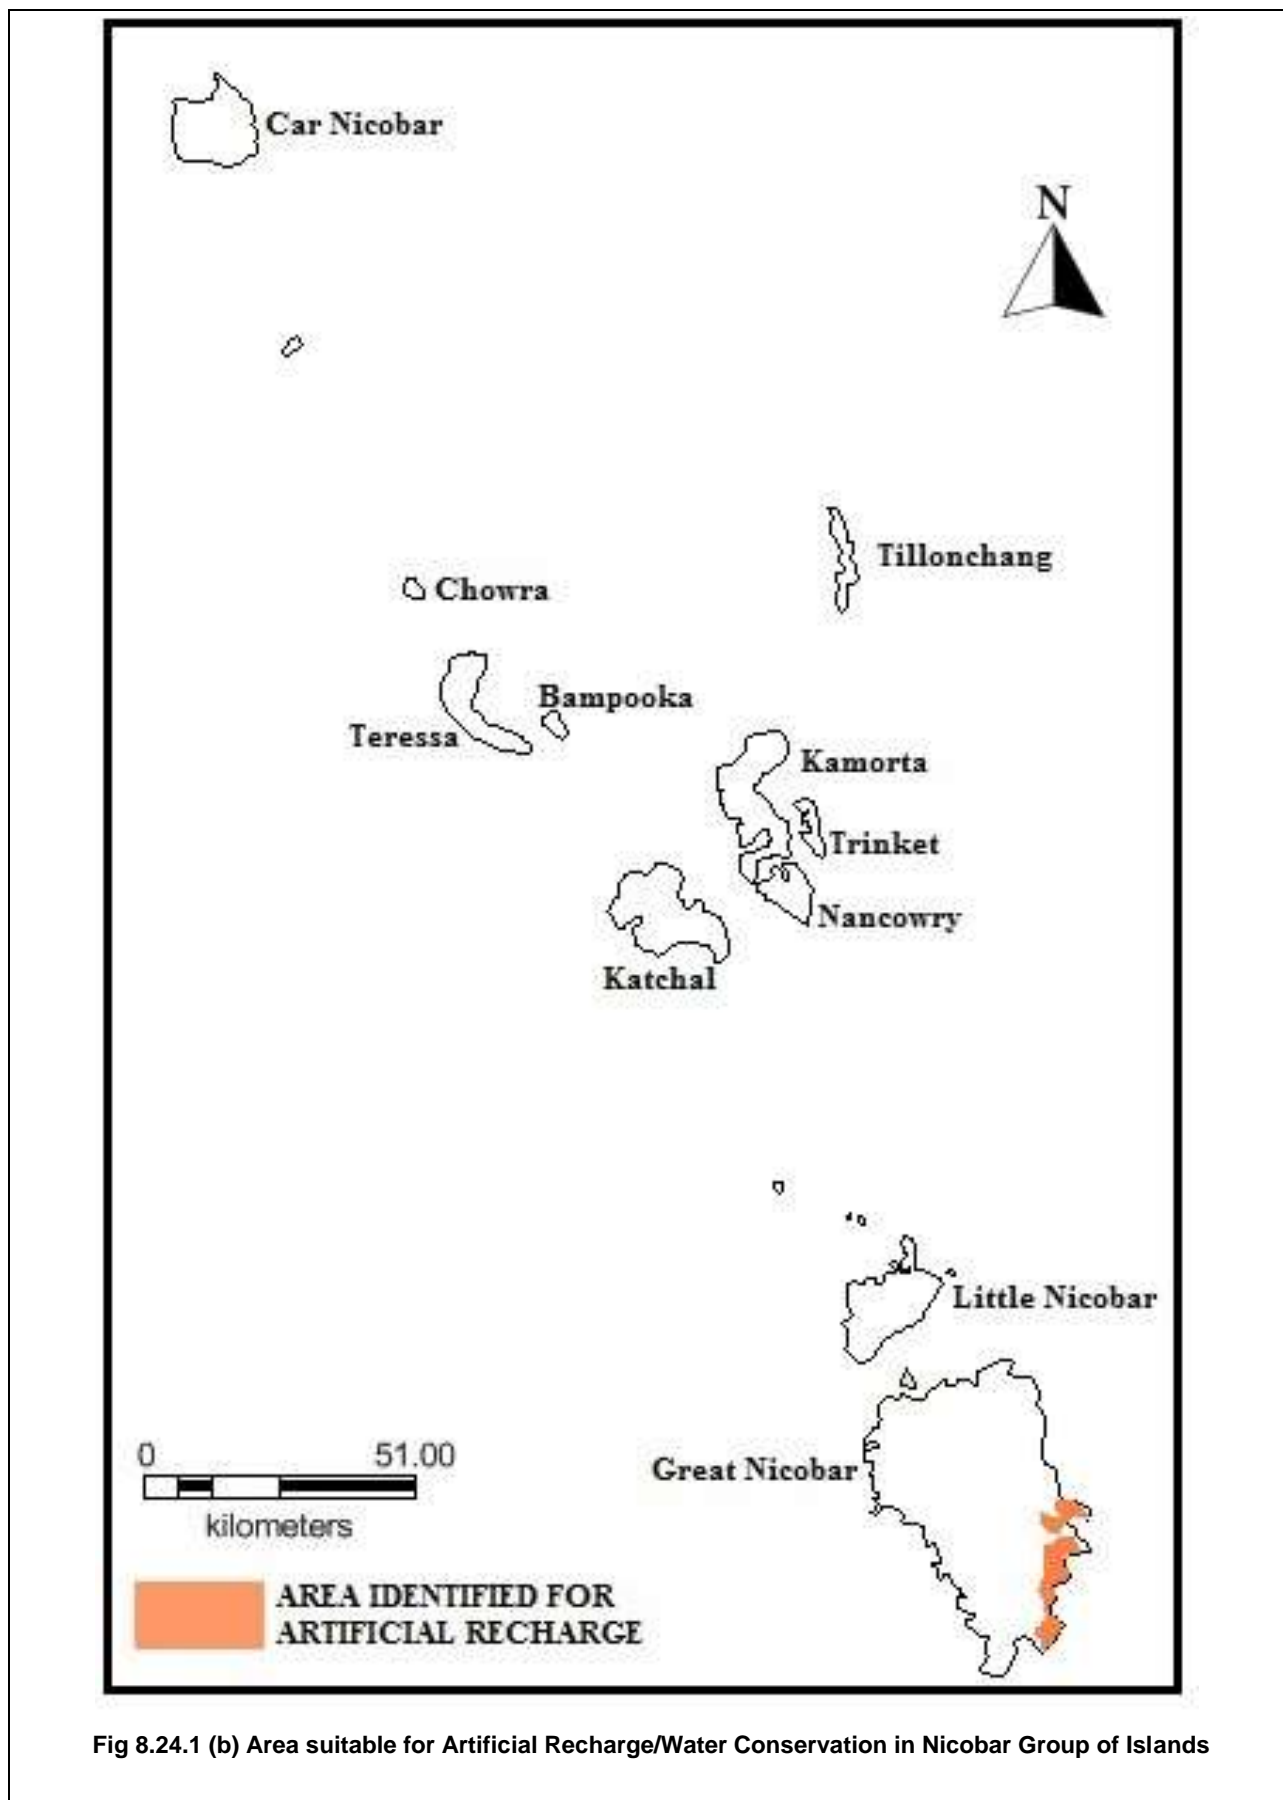 Car Nicobar
N
Tillonchang
Chowra
Bampooka
Teressa
Kamorta
Trinket
Nancowry
Katchal
Little Nicobar
Great Nicobar
0 51.00
kilometers
AREA IDENTIFIED FOR
ARTIFICIAL RECHARGE
Fig 8.24.1 (b) Area suitable for Artificial Recharge/Water Conservation in Nicobar Group of Islands